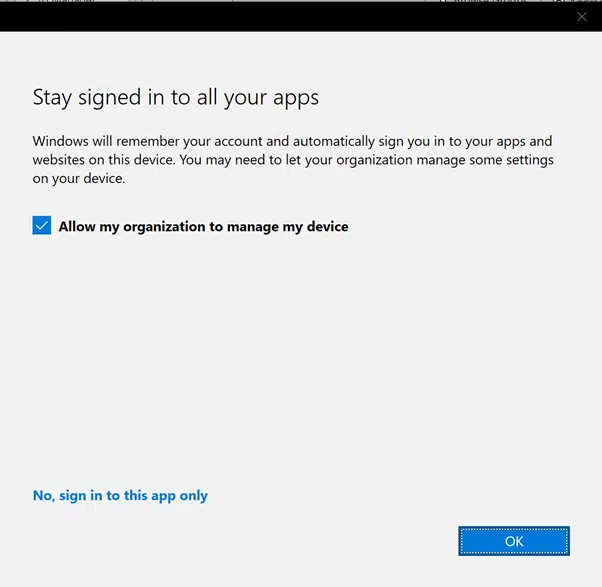 Stay signed in to all your apps
Windows will remember your account and automatically sign you in to your apps and
websites on this device. You may need to let your organization manage some settings
on your device.
Allow my organization to manage my device
No, sign in to this app only
OK